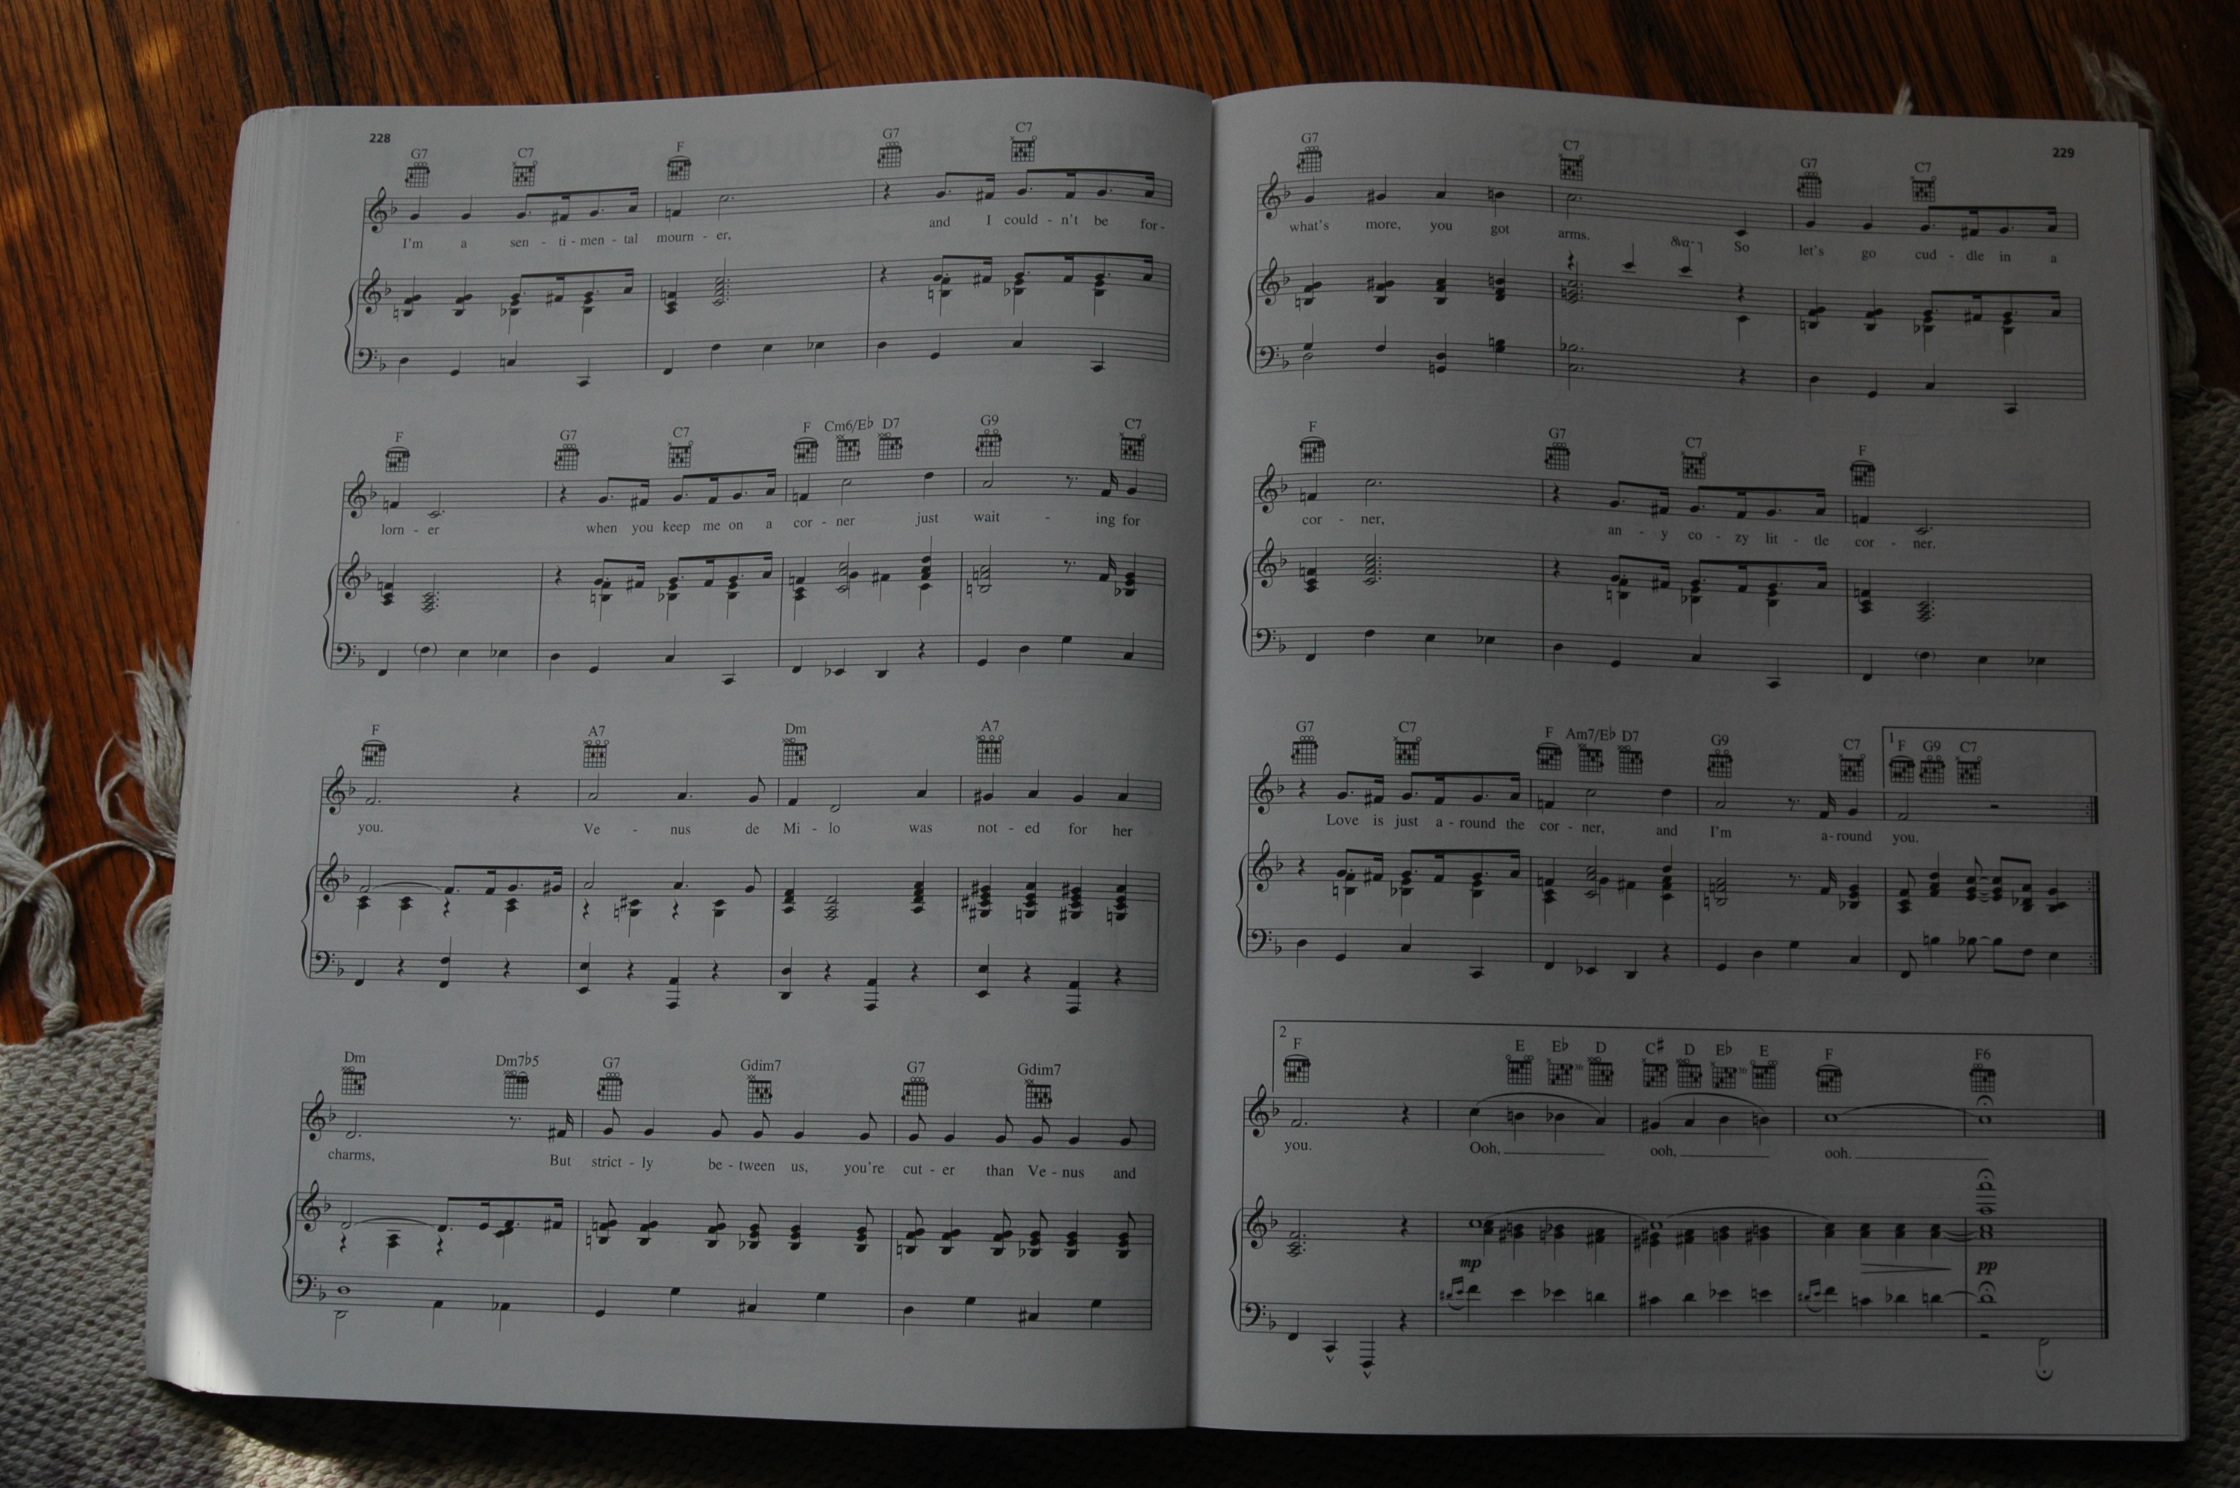 228
G7 C7 F G7 C7
I'm a sen - ti - men - tal mourn - er, and I could - n't be for -
F G7 C7 F Cm6/E♭ D7 G9 C7
lorn - er when you keep me on a cor - ner just wait - ing for
F A7 Dm A7
you. Ve - nus de Mi - lo was not - ed for her
Dm Dm7♭5 G7 Gdim7 G7 Gdim7
charms, But strict - ly be - tween us, you're cut - er than Ve - nus and
229
G7 C7 G7 C7
what's more, you got arms. So let's go cud - dle in a
8va
F G7 C7 F
cor - ner, an - y co - zy lit - tle cor - ner.
G7 C7 F Am7/E♭ D7 G9 C7 1 F G9 C7
Love is just a - round the cor - ner, and I'm a - round you.
2
F E E♭ D C♯ D E♭ E F F6
3fr 3fr
you. Ooh, ooh, ooh.
mp pp